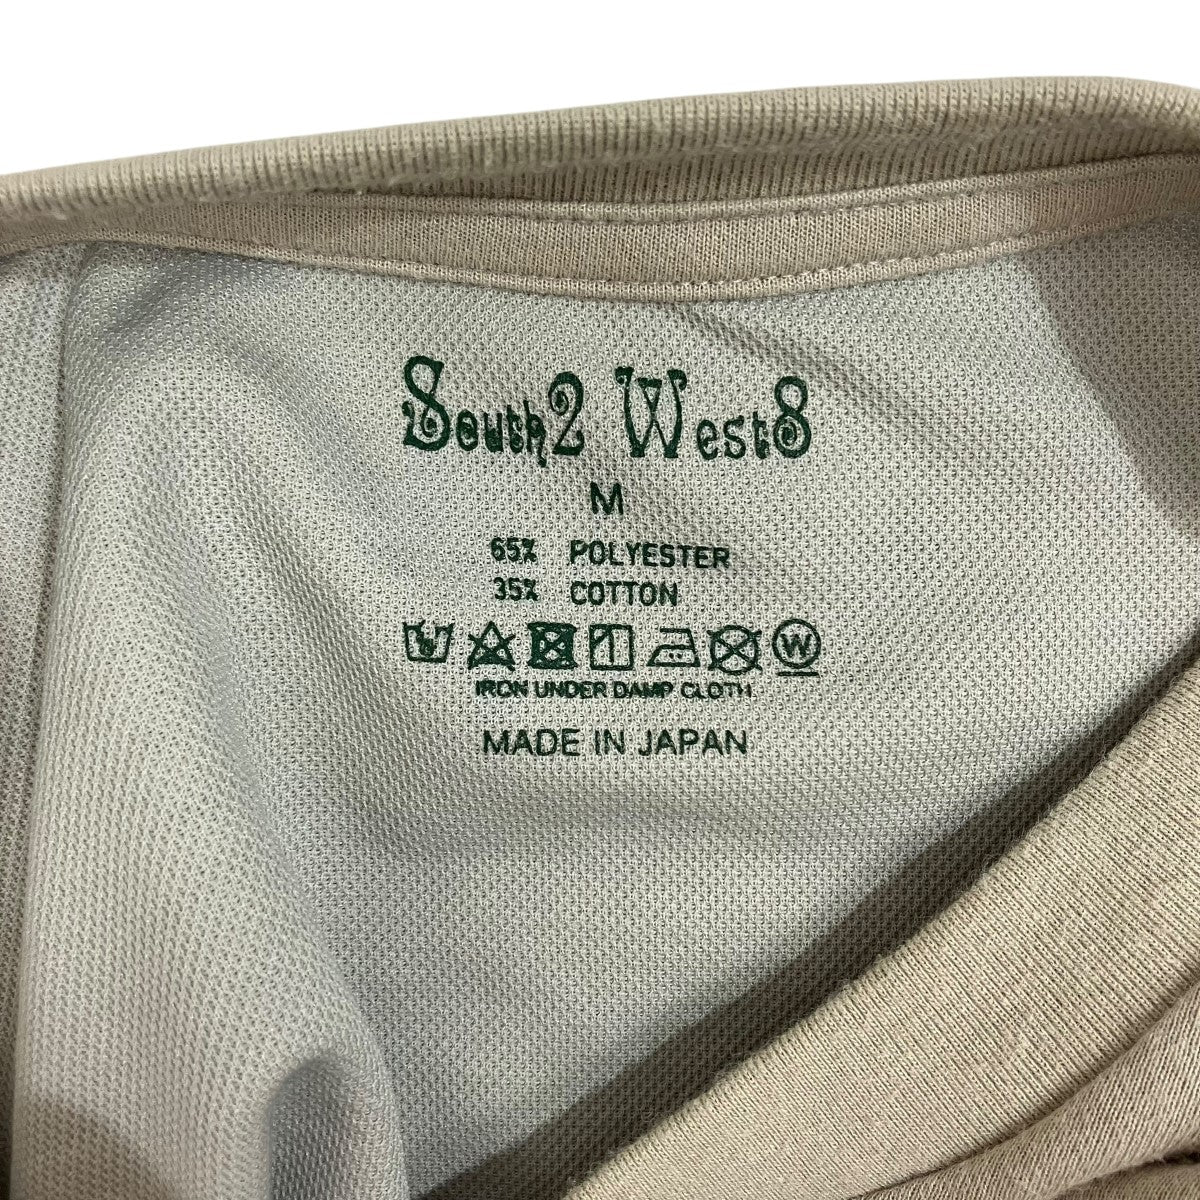 South2 West8
M
65% POLYESTER
35% COTTON
W
IRON UNDER DAMP CLOTH
MADE IN JAPAN